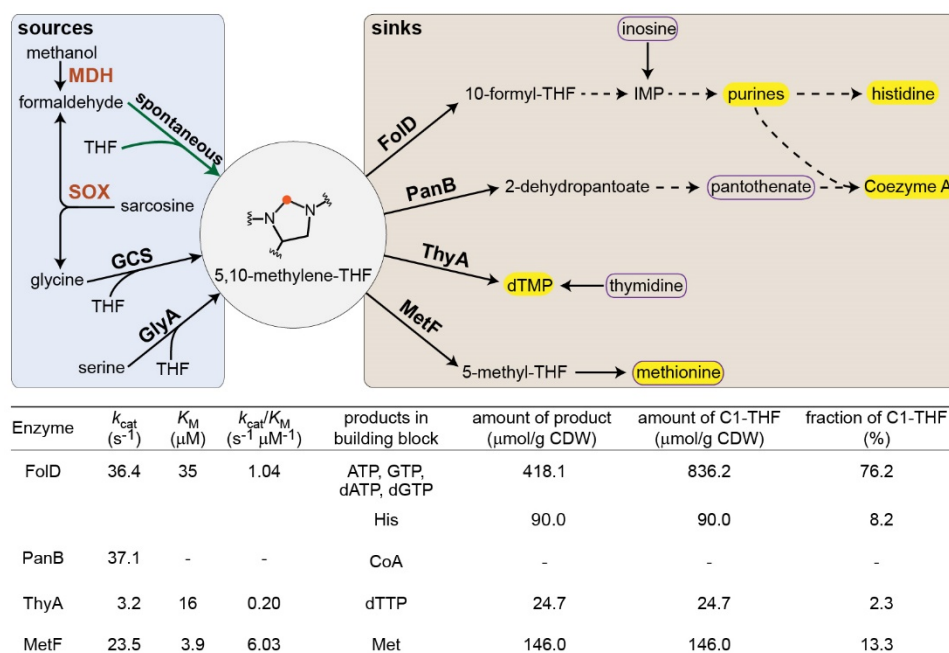 sources
methanol
MDH
formaldehyde
spontaneous
THF
SOX
sarcosine
glycine
GCS
THF
GlyA
serine
THF
N
N
5,10-methylene-THF
sinks
inosine
FolD
10-formyl-THF
IMP
purines
histidine
PanB
2-dehydropantoate
pantothenate
Coezyme A
ThyA
dTMP
thymidine
MetF
5-methyl-THF
methionine
Enzyme kcat (s-1) KM (μM) kcat/KM (s-1 μM-1) products in building block amount of product (μmol/g CDW) amount of C1-THF (μmol/g CDW) fraction of C1-THF (%)
FolD 36.4 35 1.04 ATP, GTP, dATP, dGTP 418.1 836.2 76.2
His 90.0 90.0 8.2
PanB 37.1 - - CoA - - -
ThyA 3.2 16 0.20 dTTP 24.7 24.7 2.3
MetF 23.5 3.9 6.03 Met 146.0 146.0 13.3